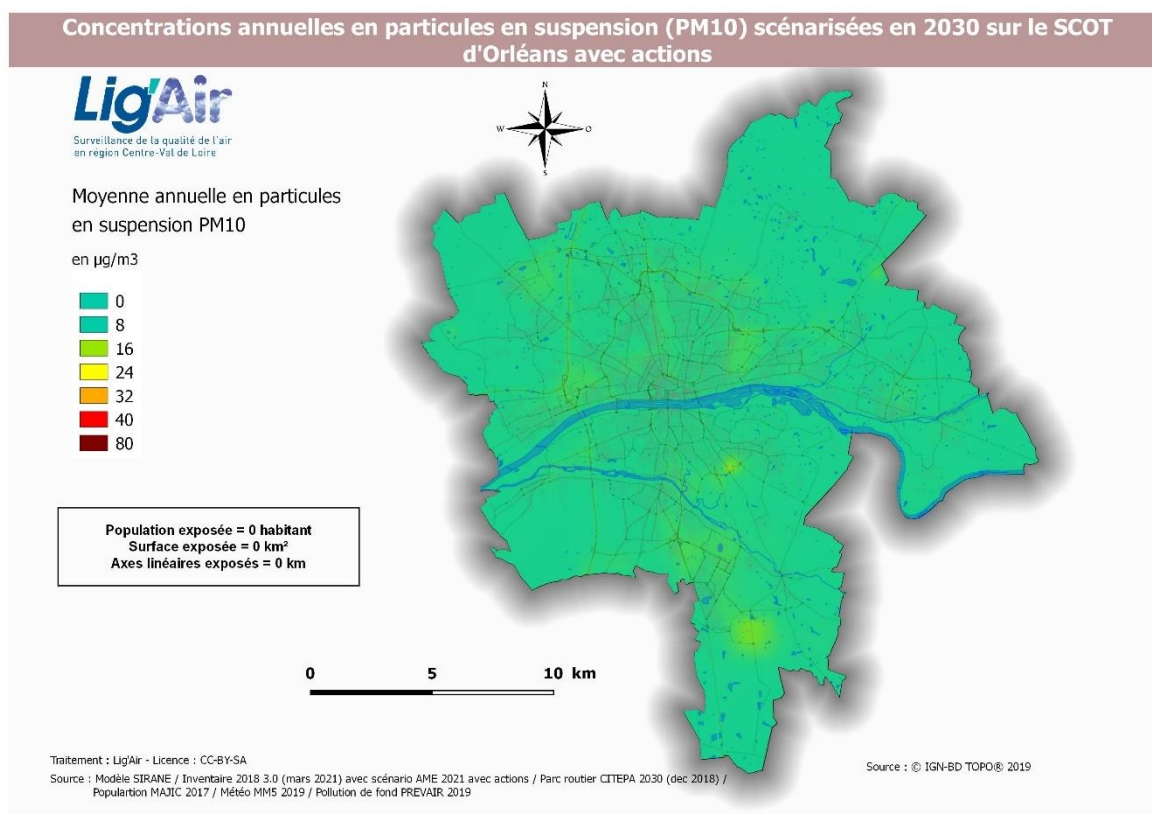 Concentrations annuelles en particules en suspension (PM10) scénarisées en 2030 sur le SCOT
d'Orléans avec actions
Lig'Air
Surveillance de la qualité de l'air
en région Centre-Val de Loire
N
W
O
S
Moyenne annuelle en particules
en suspension PM10
en µg/m3
0
8
16
24
32
40
80
Population exposée = 0 habitant
Surface exposée = 0 km²
Axes linéaires exposés = 0 km
0 5 10 km
Traitement : Lig'Air - Licence : CC-BY-SA
Source : Modèle SIRANE / Inventaire 2018 3.0 (mars 2021) avec scénario AME 2021 avec actions / Parc routier CITEPA 2030 (dec 2018) /
Populartion MAJIC 2017 / Météo MM5 2019 / Pollution de fond PREVAIR 2019
Source : © IGN-BD TOPO® 2019